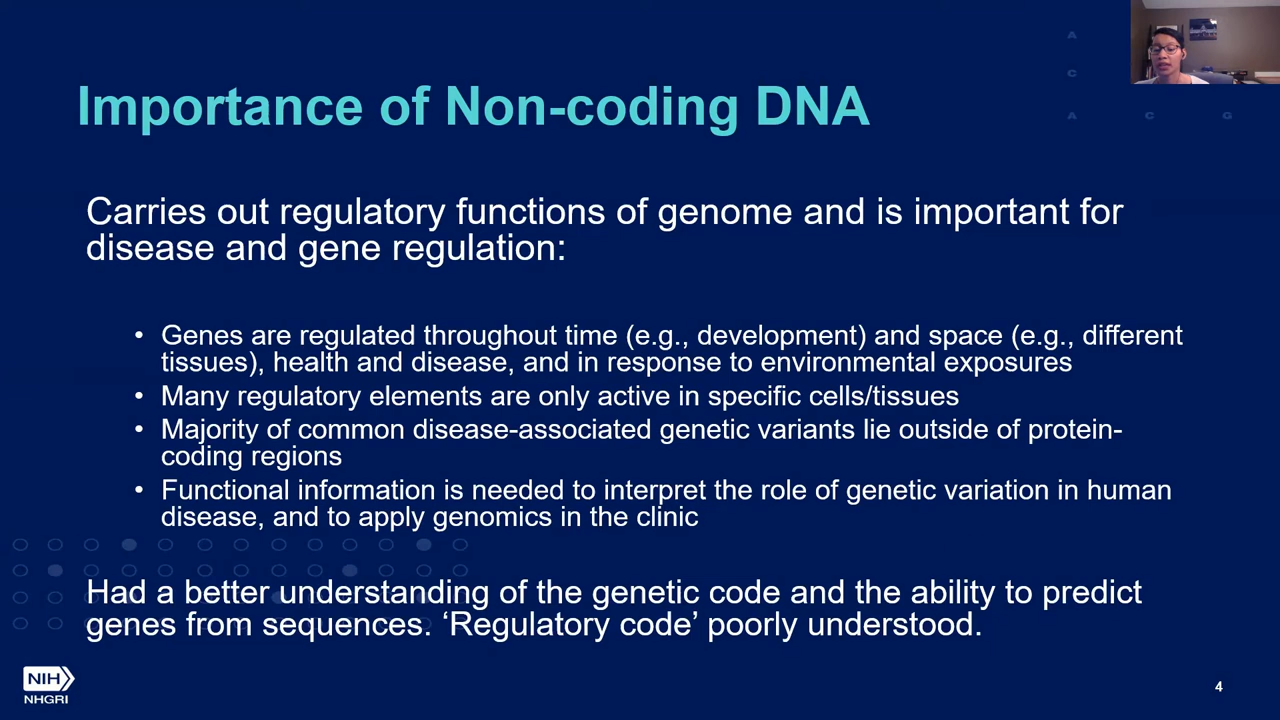 A
C
A C G
Importance of Non-coding DNA
Carries out regulatory functions of genome and is important for
disease and gene regulation:
• Genes are regulated throughout time (e.g., development) and space (e.g., different
tissues), health and disease, and in response to environmental exposures
• Many regulatory elements are only active in specific cells/tissues
• Majority of common disease-associated genetic variants lie outside of protein-
coding regions
• Functional information is needed to interpret the role of genetic variation in human
disease, and to apply genomics in the clinic
Had a better understanding of the genetic code and the ability to predict
genes from sequences. ‘Regulatory code’ poorly understood.
NIH
NHGRI
4